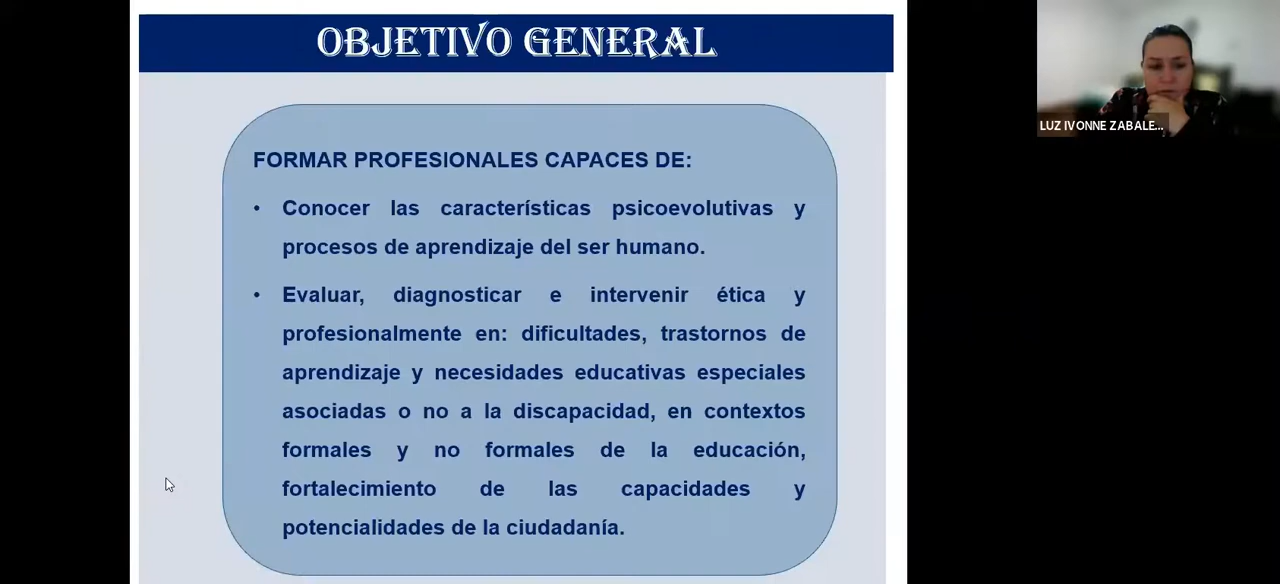 OBJETIVO GENERAL
FORMAR PROFESIONALES CAPACES DE:
• Conocer las características psicoevolutivas y
procesos de aprendizaje del ser humano.
• Evaluar, diagnosticar e intervenir ética y
profesionalmente en: dificultades, trastornos de
aprendizaje y necesidades educativas especiales
asociadas o no a la discapacidad, en contextos
formales y no formales de la educación,
fortalecimiento de las capacidades y
potencialidades de la ciudadanía.
LUZ IVONNE ZABALE...